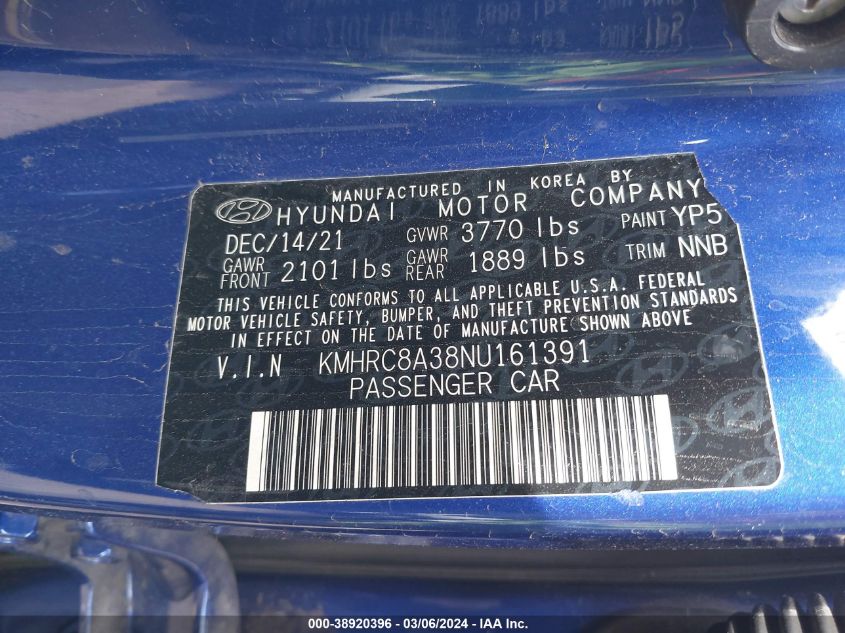 MANUFACTURED IN KOREA BY
HYUNDAI MOTOR COMPANY
DEC/14/21 GVWR 3770 lbs PAINT YP5
GAWR FRONT 2101 lbs GAWR REAR 1889 lbs TRIM NNB
THIS VEHICLE CONFORMS TO ALL APPLICABLE U.S.A. FEDERAL
MOTOR VEHICLE SAFETY, BUMPER, AND THEFT PREVENTION STANDARDS
IN EFFECT ON THE DATE OF MANUFACTURE SHOWN ABOVE
V.I.N KMHRC8A38NU161391
PASSENGER CAR
000-38920396 - 03/06/2024 - IAA Inc.